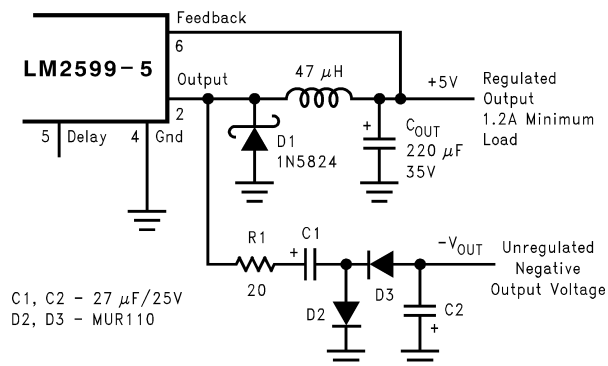 Feedback
6
LM2599-5
Output
2
47 μH
+5V
Regulated
Output
1.2A Minimum
Load
5
Delay
4
Gnd
D1
1N5824
+
COUT
220 μF
35V
R1
20
C1
+
-VOUT
Unregulated
Negative
Output Voltage
D3
D2
C2
+
C1, C2 - 27 μF/25V
D2, D3 - MUR110